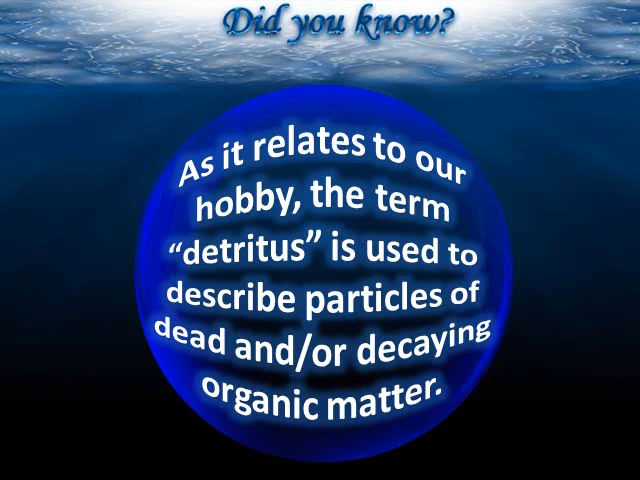 Did you know?
As it relates to our
hobby, the term
“detritus” is used to
describe particles of
dead and/or decaying
organic matter.